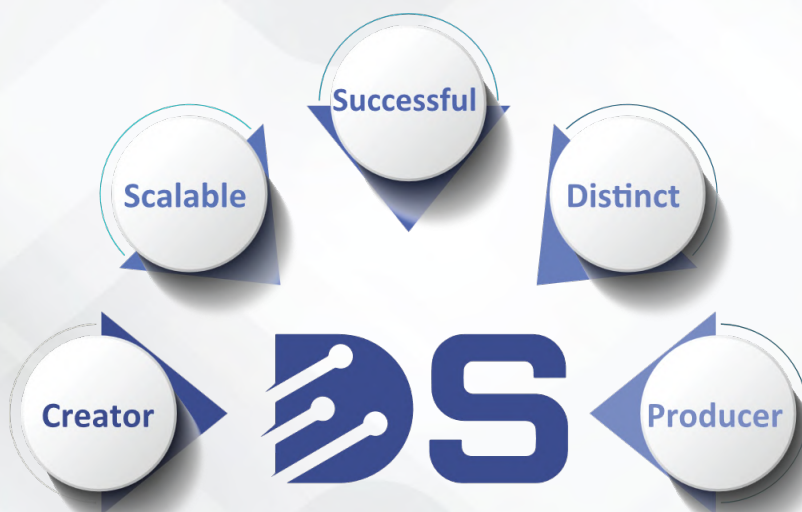 Successful
Scalable
Distinct
Creator
DS
Producer